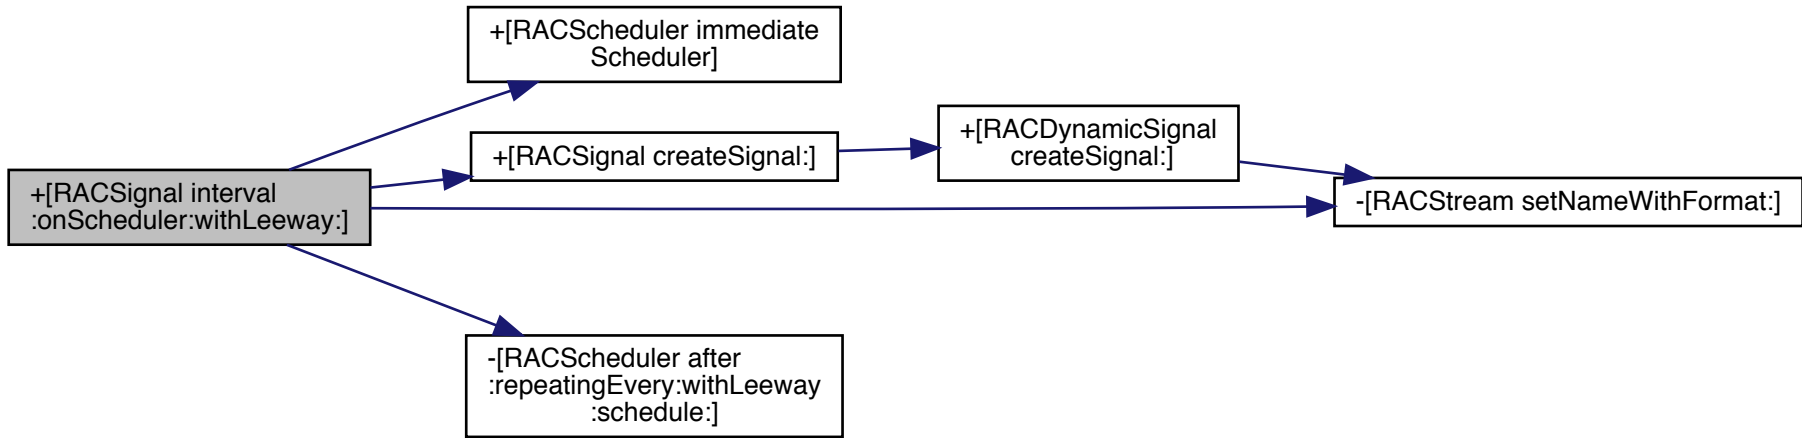 +[RACScheduler immediate
Scheduler]
+[RACDynamicSignal
createSignal:]
+[RACSignal createSignal:]
+[RACSignal interval
:onScheduler:withLeeway:]
-[RACStream setNameWithFormat:]
-[RACScheduler after
:repeatingEvery:withLeeway
:schedule:]